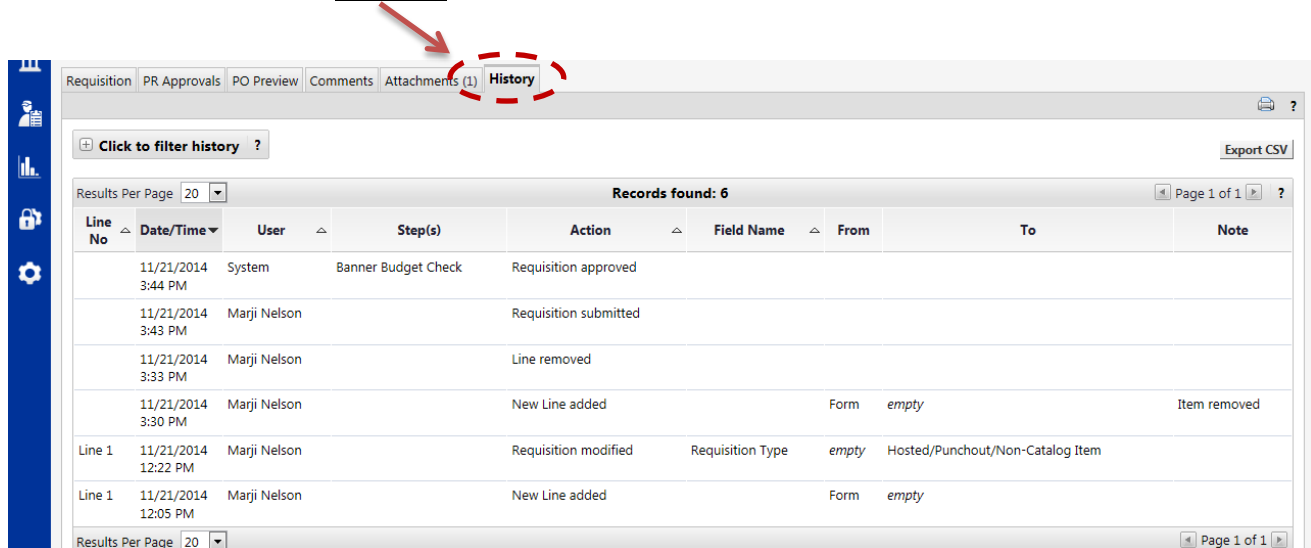 Requisition PR Approvals PO Preview Comments Attachments (1) History
?
Click to filter history ?
Export CSV
Results Per Page 20 Records found: 6 Page 1 of 1 ?
Line No Date/Time User Step(s) Action Field Name From To Note
11/21/2014 3:44 PM System Banner Budget Check Requisition approved
11/21/2014 3:43 PM Marji Nelson Requisition submitted
11/21/2014 3:33 PM Marji Nelson Line removed
11/21/2014 3:30 PM Marji Nelson New Line added Form empty Item removed
Line 1 11/21/2014 12:22 PM Marji Nelson Requisition modified Requisition Type empty Hosted/Punchout/Non-Catalog Item
Line 1 11/21/2014 12:05 PM Marji Nelson New Line added Form empty
Results Per Page 20 Page 1 of 1